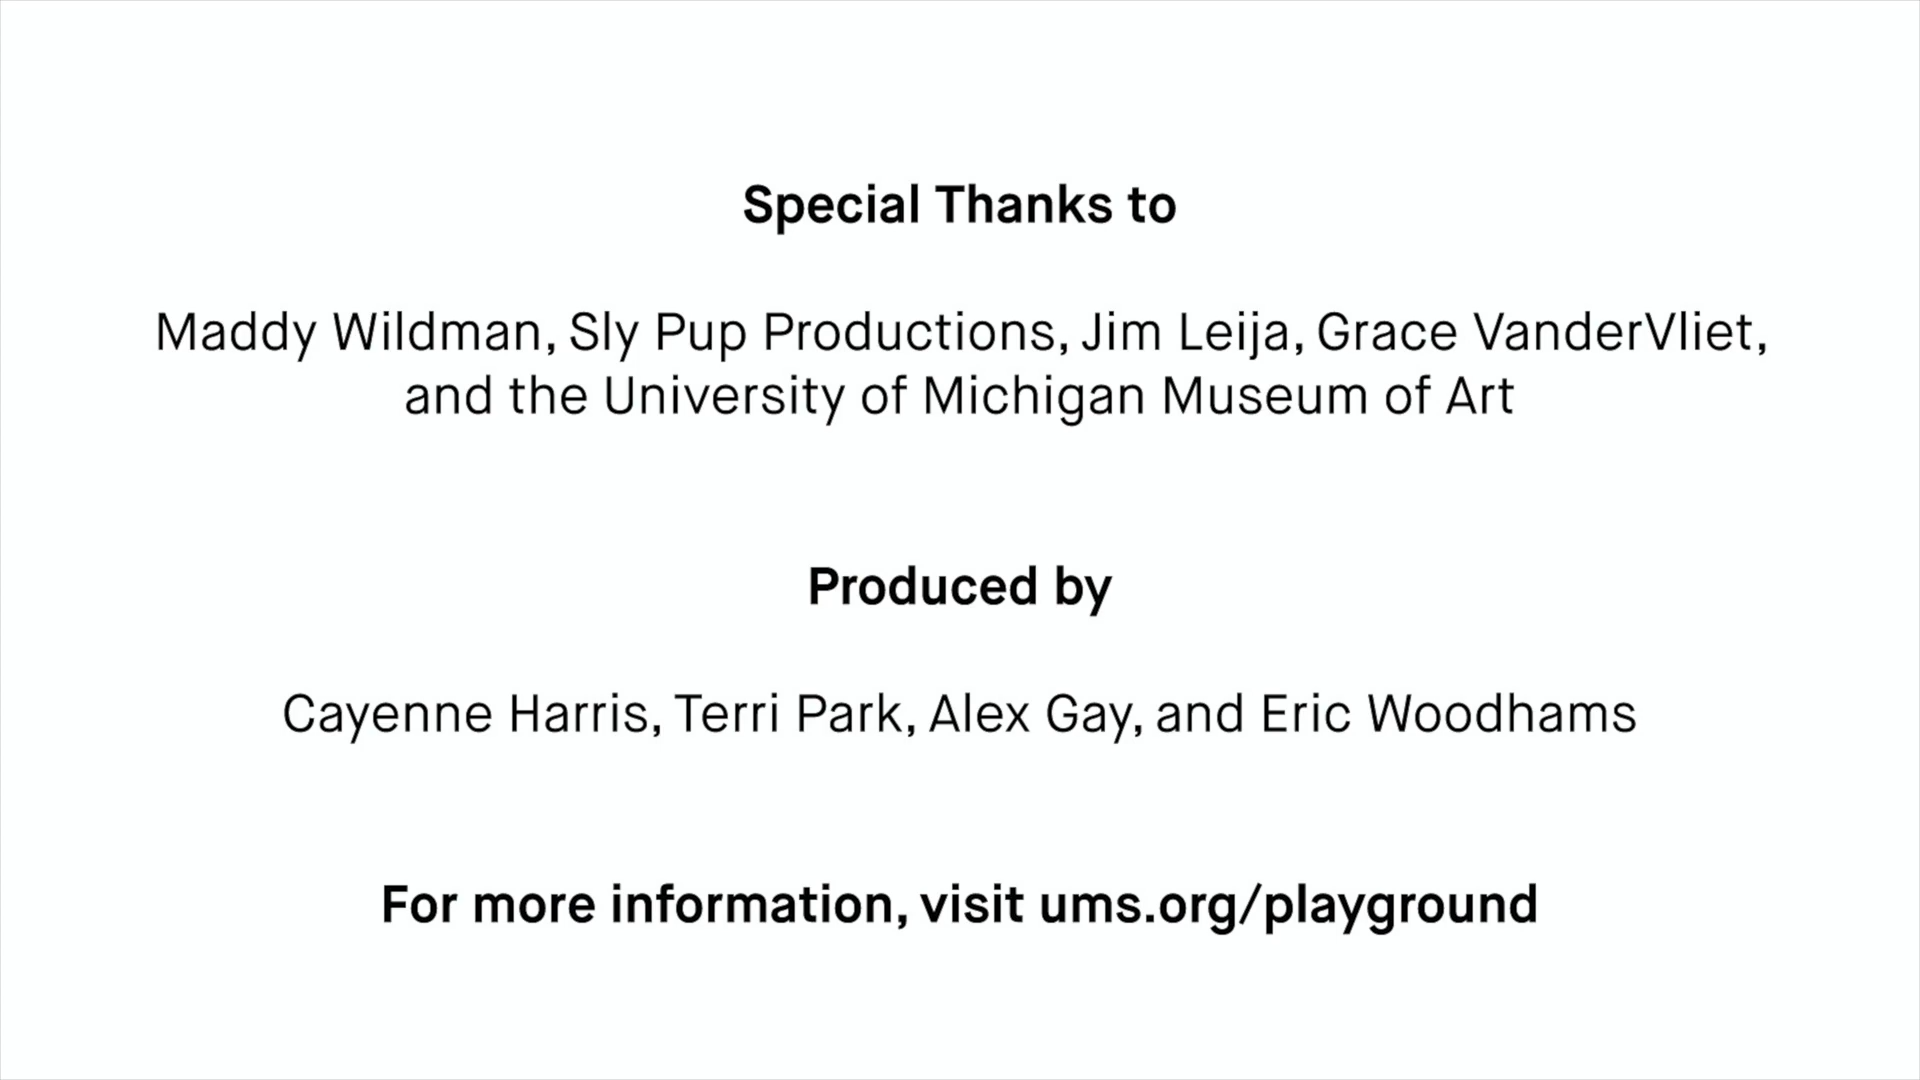 Special Thanks to
Maddy Wildman, Sly Pup Productions, Jim Leija, Grace VanderVliet,
and the University of Michigan Museum of Art
Produced by
Cayenne Harris, Terri Park, Alex Gay, and Eric Woodhams
For more information, visit ums.org/playground